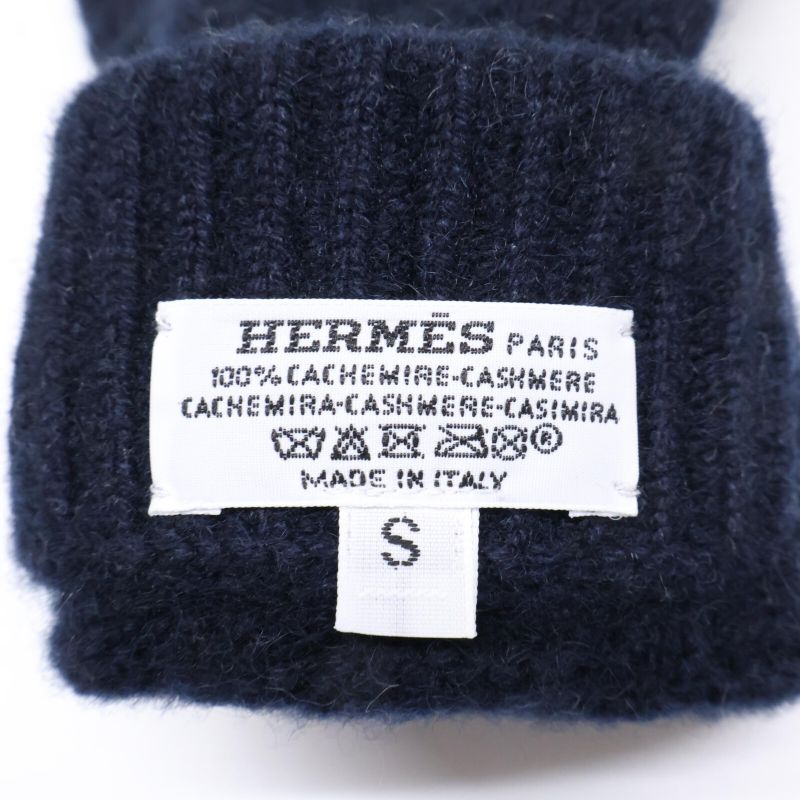 HERMÈS PARIS
100% CACHEMIRE-CASHMERE
CACHEMIRA-CASHMERE-CASIMIRA
MADE IN ITALY
S